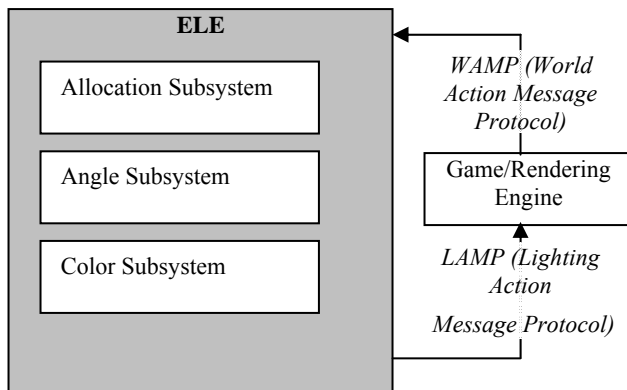 ELE
Allocation Subsystem
Angle Subsystem
Color Subsystem
WAMP (World
Action Message
Protocol)
Game/Rendering
Engine
LAMP (Lighting
Action
Message Protocol)